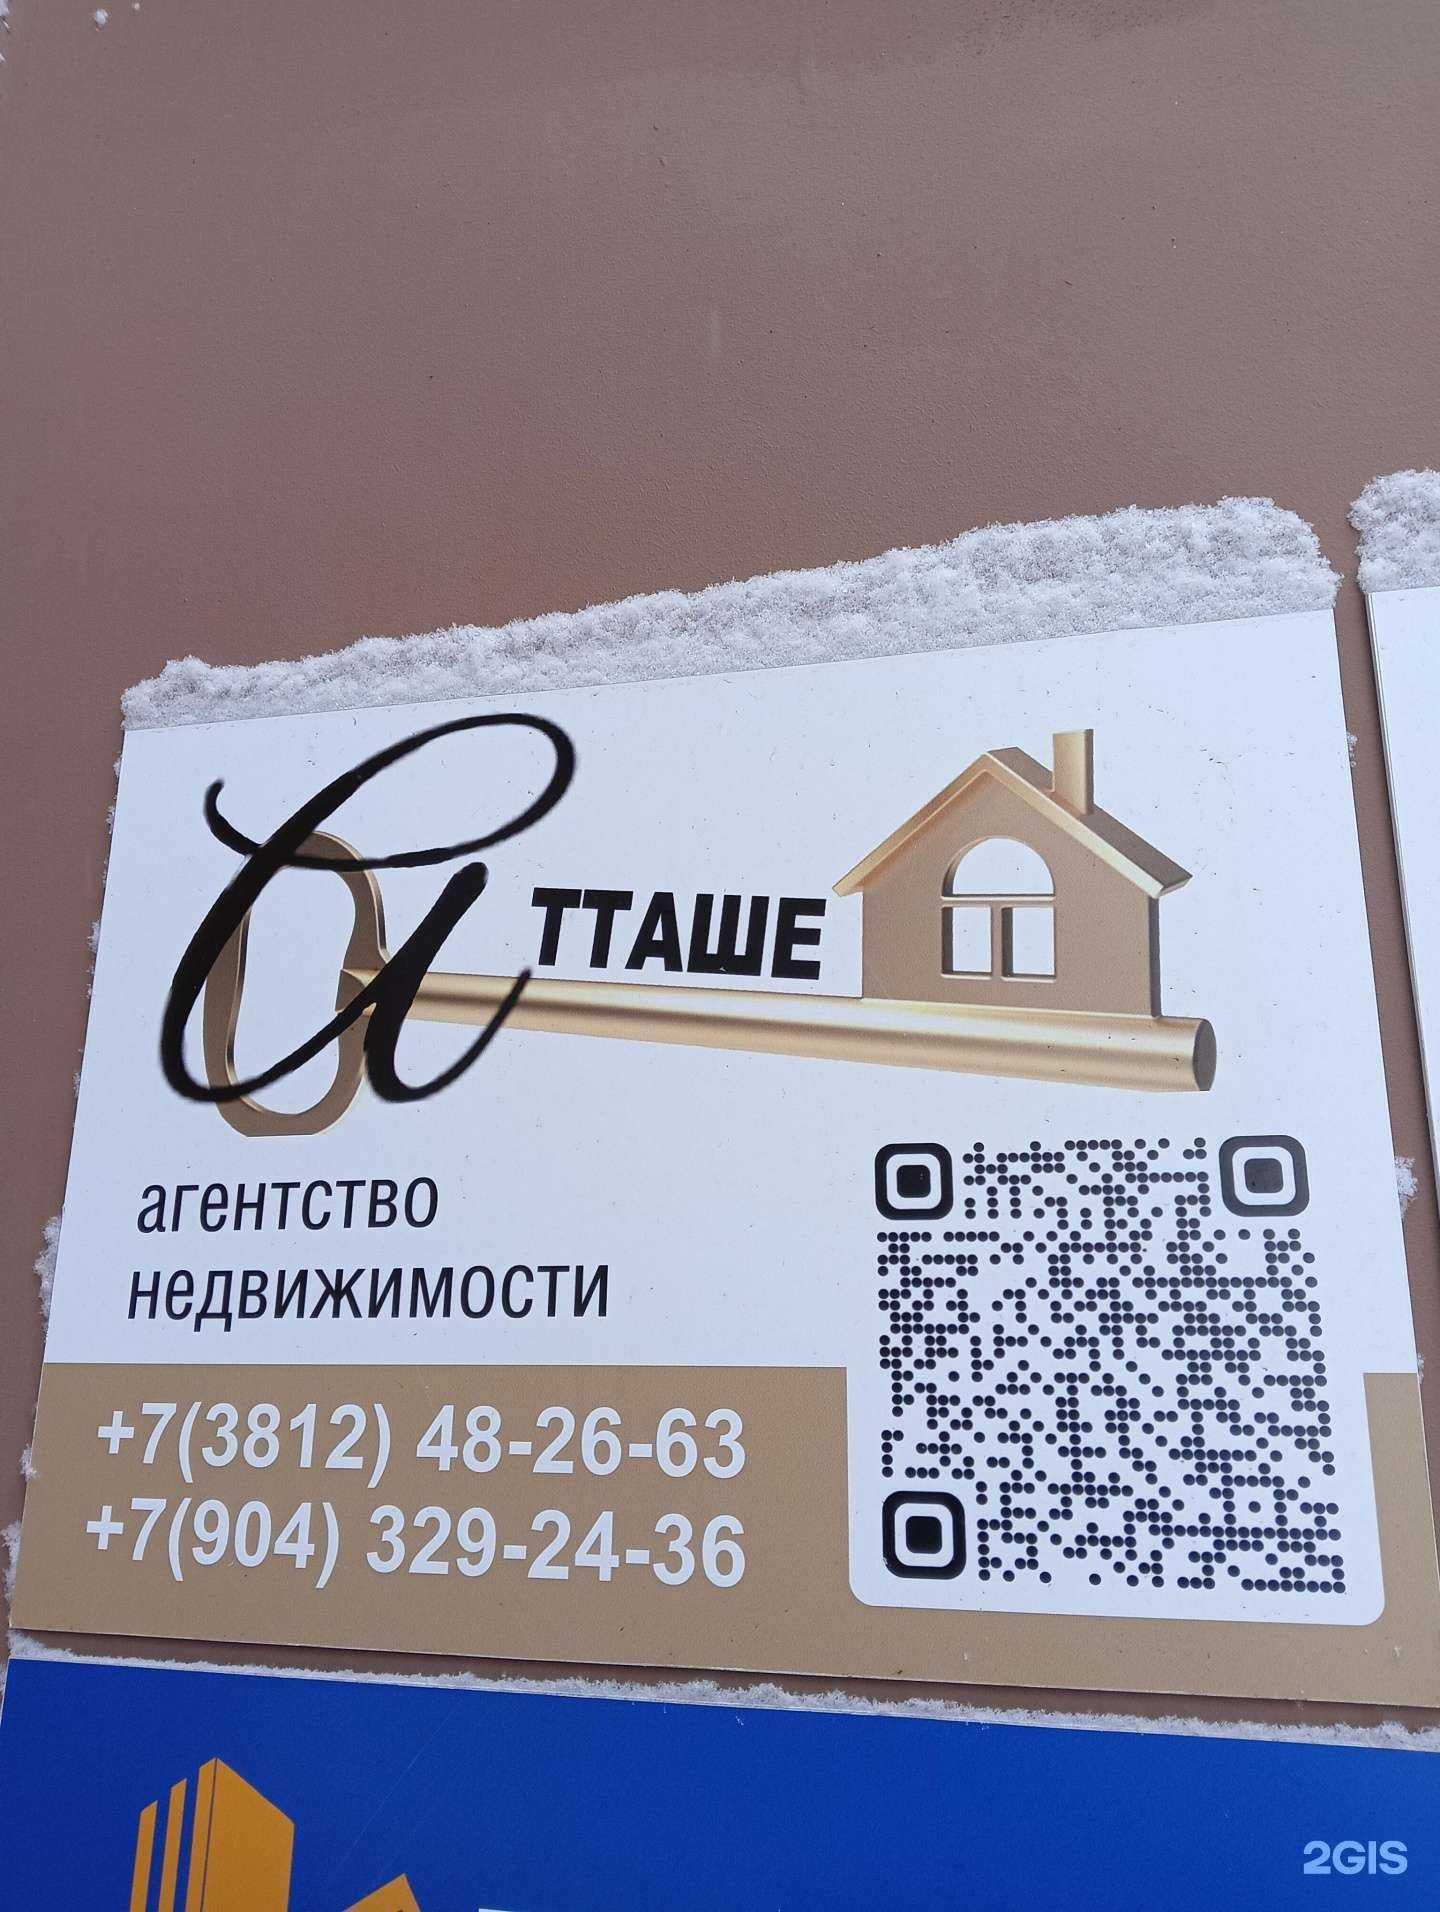 Атташе
агентство
недвижимости
+7(3812) 48-26-63
+7(904) 329-24-36
2GIS